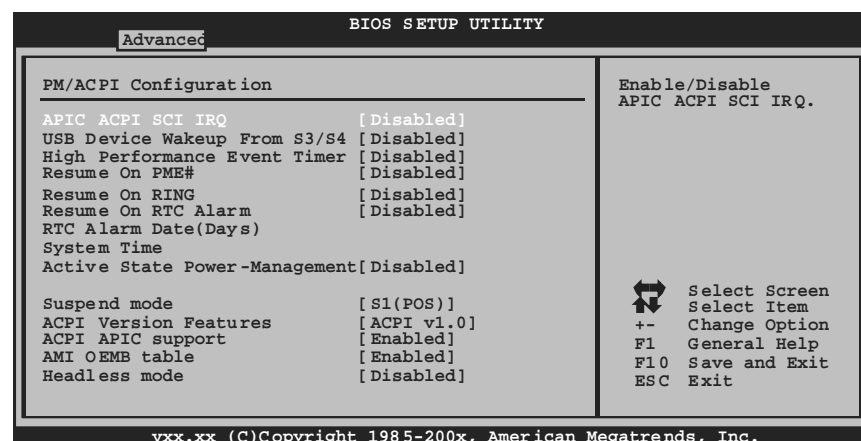 BIOS SETUP UTILITY
Advanced
PM/ACPI Configuration
APIC ACPI SCI IRQ [Disabled]
USB Device Wakeup From S3/S4 [Disabled]
High Performance Event Timer [Disabled]
Resume On PME# [Disabled]
Resume On RING [Disabled]
Resume On RTC Alarm [Disabled]
RTC Alarm Date(Days)
System Time
Active State Power-Management[Disabled]
Suspend mode [S1(POS)]
ACPI Version Features [ACPI v1.0]
ACPI APIC support [Enabled]
AMI OEMB table [Enabled]
Headless mode [Disabled]
Enable/Disable
APIC ACPI SCI IRQ.
Select Screen
Select Item
+- Change Option
F1 General Help
F10 Save and Exit
ESC Exit
vxx.xx (C)Copyright 1985-200x, American Megatrends, Inc.